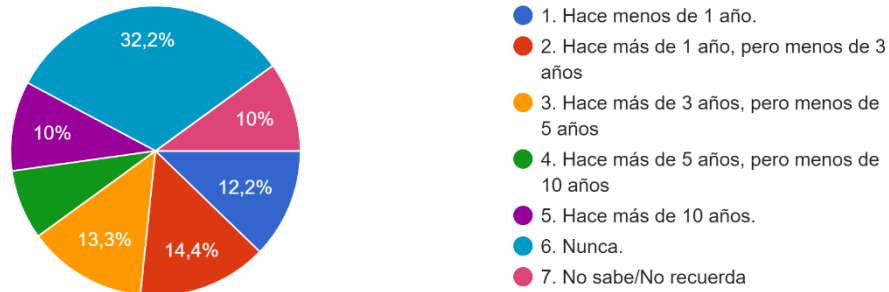 32,2%
10%
10%
12,2%
13,3%
14,4%
1. Hace menos de 1 año.
2. Hace más de 1 año, pero menos de 3
años
3. Hace más de 3 años, pero menos de
5 años
4. Hace más de 5 años, pero menos de
10 años
5. Hace más de 10 años.
6. Nunca.
7. No sabe/No recuerda